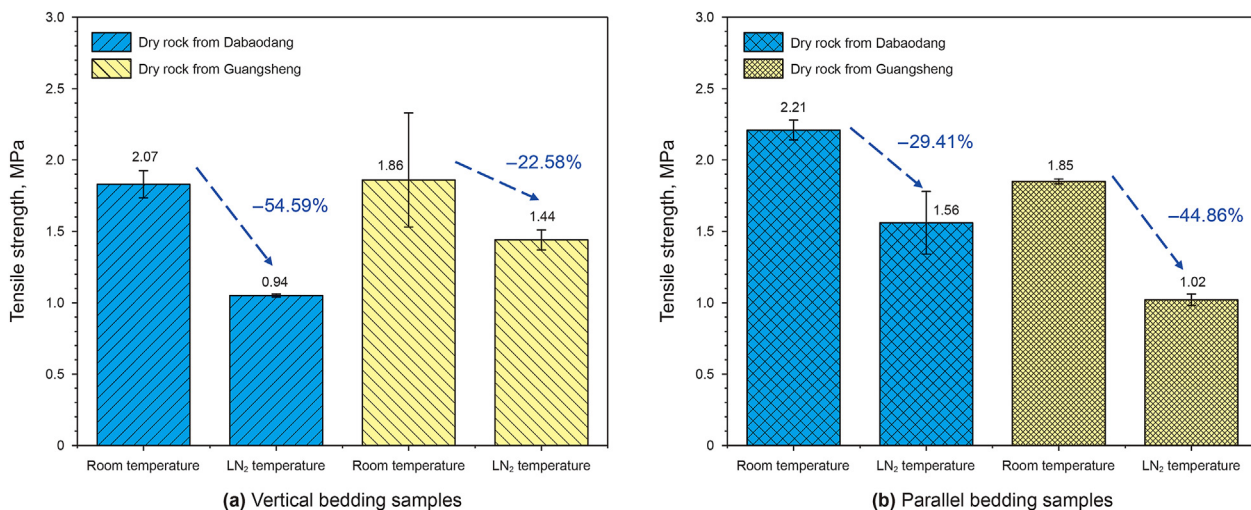 3.0
2.5
2.0
1.5
1.0
0.5
0
Tensile strength, MPa
Dry rock from Dabaodang
Dry rock from Guangsheng
2.07
–54.59%
0.94
1.86
–22.58%
1.44
Room temperature
LN₂ temperature
Room temperature
LN₂ temperature
(a) Vertical bedding samples
3.0
2.5
2.0
1.5
1.0
0.5
0
Tensile strength, MPa
Dry rock from Dabaodang
Dry rock from Guangsheng
2.21
–29.41%
1.56
1.85
–44.86%
1.02
Room temperature
LN₂ temperature
Room temperature
LN₂ temperature
(b) Parallel bedding samples